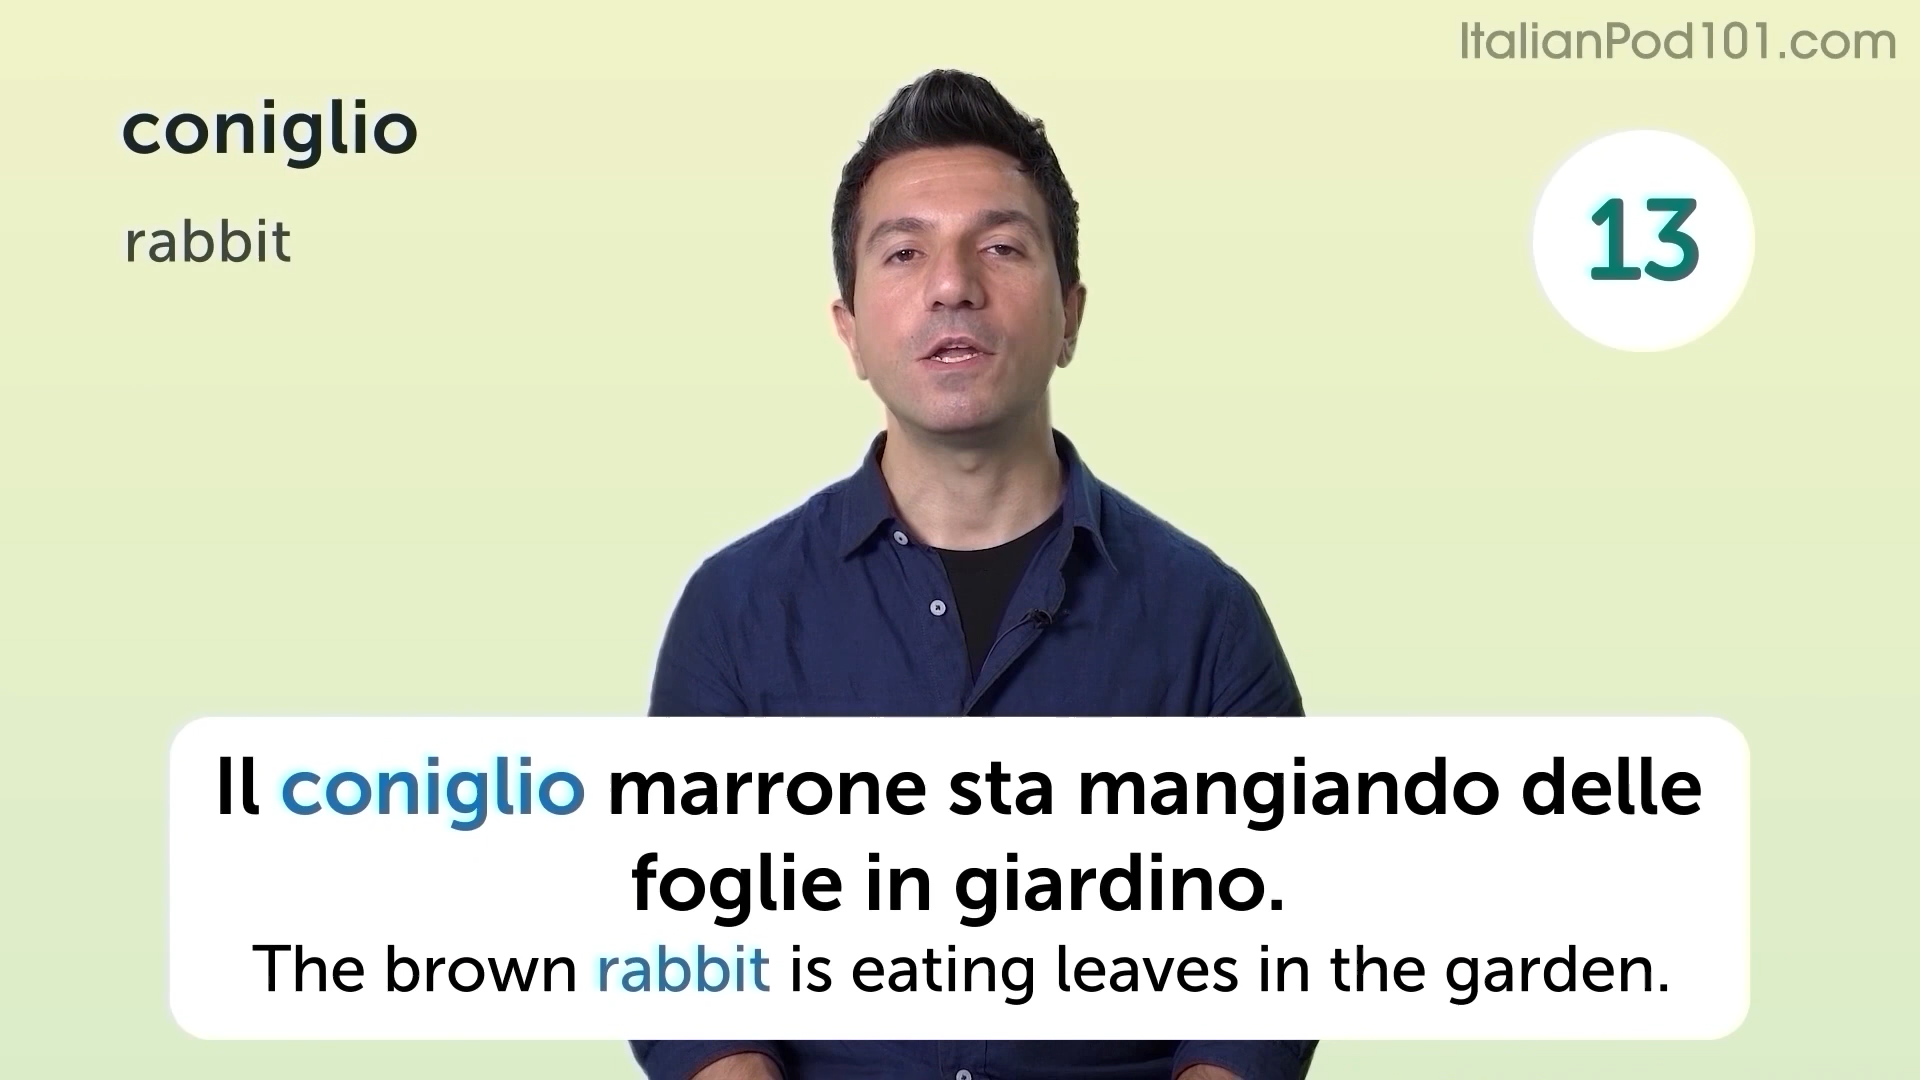 ItalianPod101.com
coniglio
rabbit
13
Il coniglio marrone sta mangiando delle
foglie in giardino.
The brown rabbit is eating leaves in the garden.